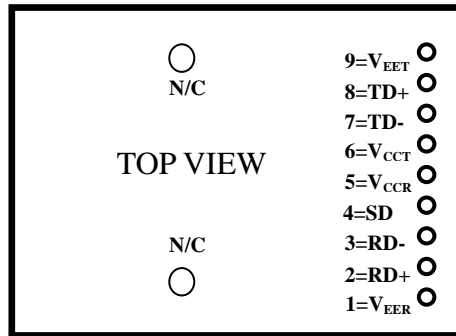 9=VEET
N/C
8=TD+
7=TD-
6=VCCT
TOP VIEW
5=VCCR
4=SD
N/C
3=RD-
2=RD+
1=VEER